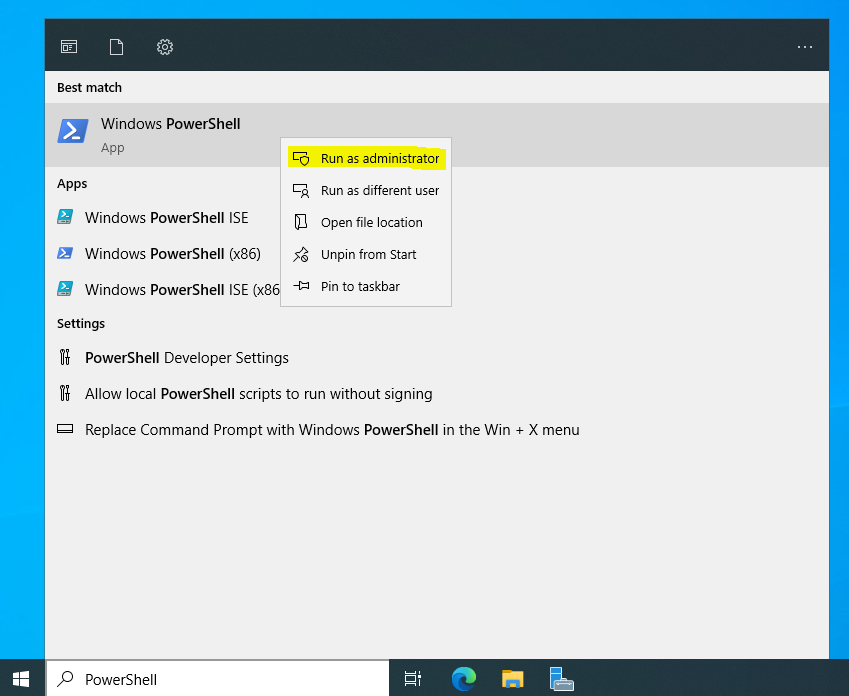 Best match
Windows PowerShell
App
Run as administrator
Run as different user
Open file location
Unpin from Start
Pin to taskbar
Apps
Windows PowerShell ISE
Windows PowerShell (x86)
Windows PowerShell ISE (x86
Settings
PowerShell Developer Settings
Allow local PowerShell scripts to run without signing
Replace Command Prompt with Windows PowerShell in the Win + X menu
PowerShell